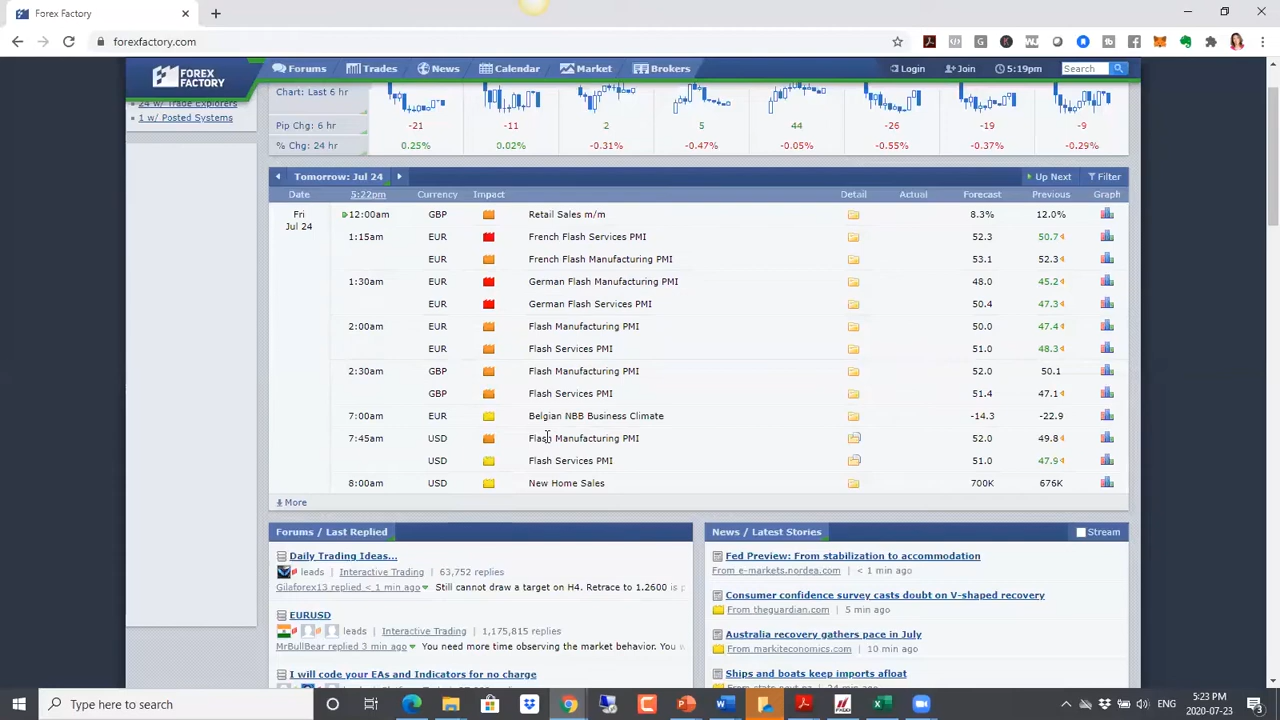 Forex Factory
forexfactory.com
FOREX FACTORY
Forums Trades News Calendar Market Brokers Login Join 5:19pm Search
24 w/ Trade Explorers
1 w/ Posted Systems
Chart: Last 6 hr
Pip Chg: 6 hr -21 -11 2 5 44 -26 -19 -9
% Chg: 24 hr 0.25% 0.02% -0.31% -0.47% -0.05% -0.55% -0.37% -0.29%
Tomorrow: Jul 24 Up Next Filter
Date 5:22pm Currency Impact Detail Actual Forecast Previous Graph
Fri Jul 24 12:00am GBP Retail Sales m/m 8.3% 12.0%
1:15am EUR French Flash Services PMI 52.3 50.7
EUR French Flash Manufacturing PMI 53.1 52.3
1:30am EUR German Flash Manufacturing PMI 48.0 45.2
EUR German Flash Services PMI 50.4 47.3
2:00am EUR Flash Manufacturing PMI 50.0 47.4
EUR Flash Services PMI 51.0 48.3
2:30am GBP Flash Manufacturing PMI 52.0 50.1
GBP Flash Services PMI 51.4 47.1
7:00am EUR Belgian NBB Business Climate -14.3 -22.9
7:45am USD Flash Manufacturing PMI 52.0 49.8
USD Flash Services PMI 51.0 47.9
8:00am USD New Home Sales 700K 676K
More
Forums / Last Replied
Daily Trading Ideas...
leads | Interactive Trading | 63,752 replies
Gilaforex13 replied < 1 min ago Still cannot draw a target on H4. Retrace to 1.2600 is
EURUSD
leads | Interactive Trading | 1,175,815 replies
MrBullBear replied 3 min ago You need more time observing the market behavior.
I will code your EAs and Indicators for no charge
News / Latest Stories Stream
Fed Preview: From stabilization to accommodation
From e-markets.nordea.com | < 1 min ago
Consumer confidence survey casts doubt on V-shaped recovery
From theguardian.com | 5 min ago
Australia recovery gathers pace in July
From markiteconomics.com | 10 min ago
Ships and boats keep imports afloat
Type here to search
ENG
5:23 PM
2020-07-23